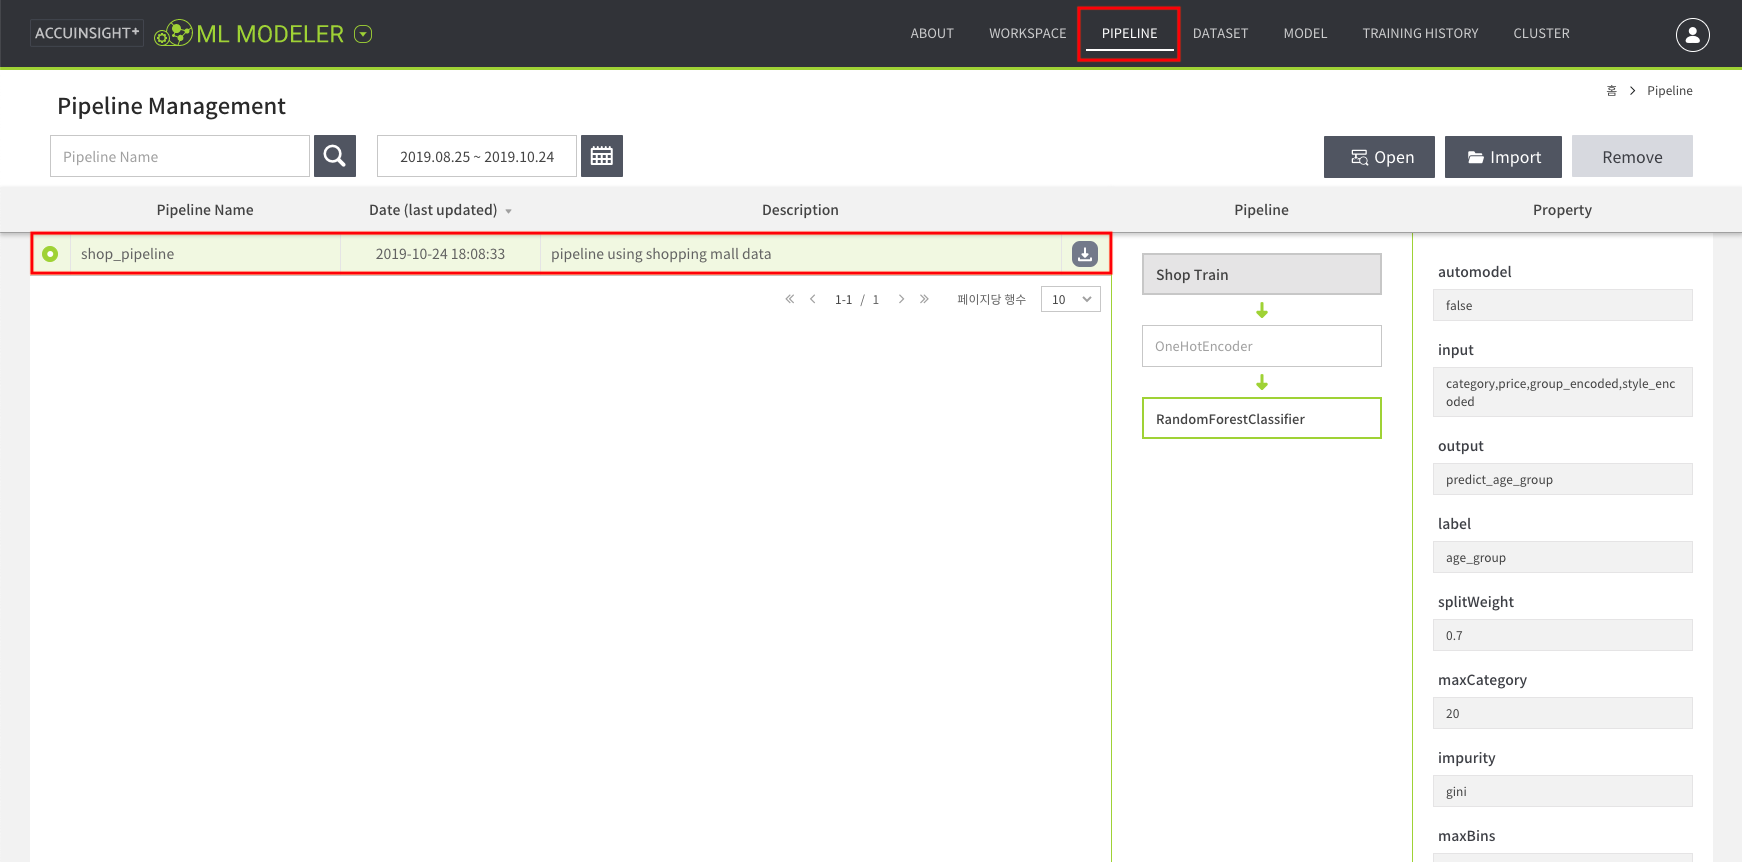 ACCUINSIGHT+ ML MODELER
ABOUT WORKSPACE PIPELINE DATASET MODEL TRAINING HISTORY CLUSTER
홈 > Pipeline
Pipeline Management
Pipeline Name
2019.08.25 ~ 2019.10.24
Open Import Remove
Pipeline Name Date (last updated) Description Pipeline Property
shop_pipeline 2019-10-24 18:08:33 pipeline using shopping mall data
1-1 / 1 페이지당 행수 10
Shop Train
OneHotEncoder
RandomForestClassifier
automodel
false
input
category,price,group_encoded,style_enc
oded
output
predict_age_group
label
age_group
splitWeight
0.7
maxCategory
20
impurity
gini
maxBins